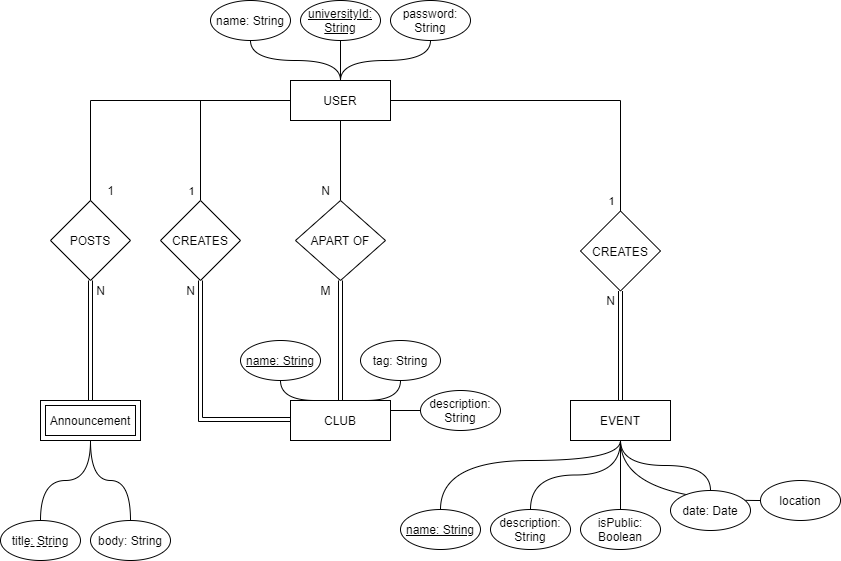 name: String
universityId:
String
password:
String
USER
1
1
N
1
POSTS
CREATES
APART OF
CREATES
N
N
M
N
name: String
tag: String
description:
String
Announcement
CLUB
EVENT
title: String
body: String
name: String
description:
String
isPublic:
Boolean
date: Date
location